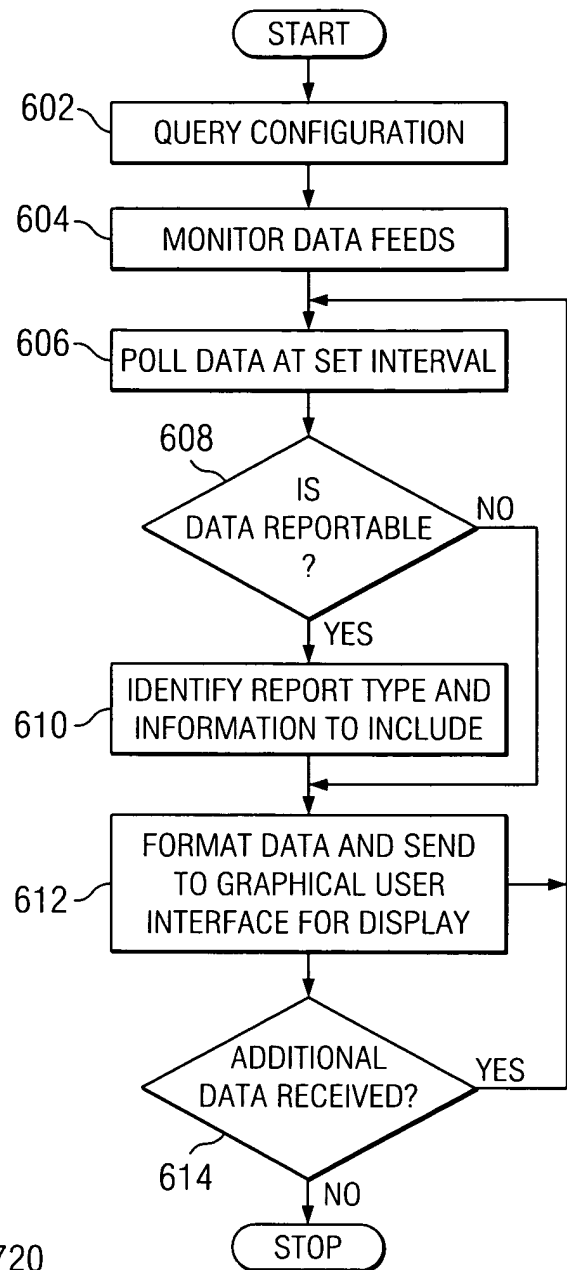 START
602
QUERY CONFIGURATION
604
MONITOR DATA FEEDS
606
POLL DATA AT SET INTERVAL
608
IS
DATA REPORTABLE
?
NO
YES
610
IDENTIFY REPORT TYPE AND
INFORMATION TO INCLUDE
612
FORMAT DATA AND SEND
TO GRAPHICAL USER
INTERFACE FOR DISPLAY
ADDITIONAL
DATA RECEIVED?
YES
614
NO
STOP
720